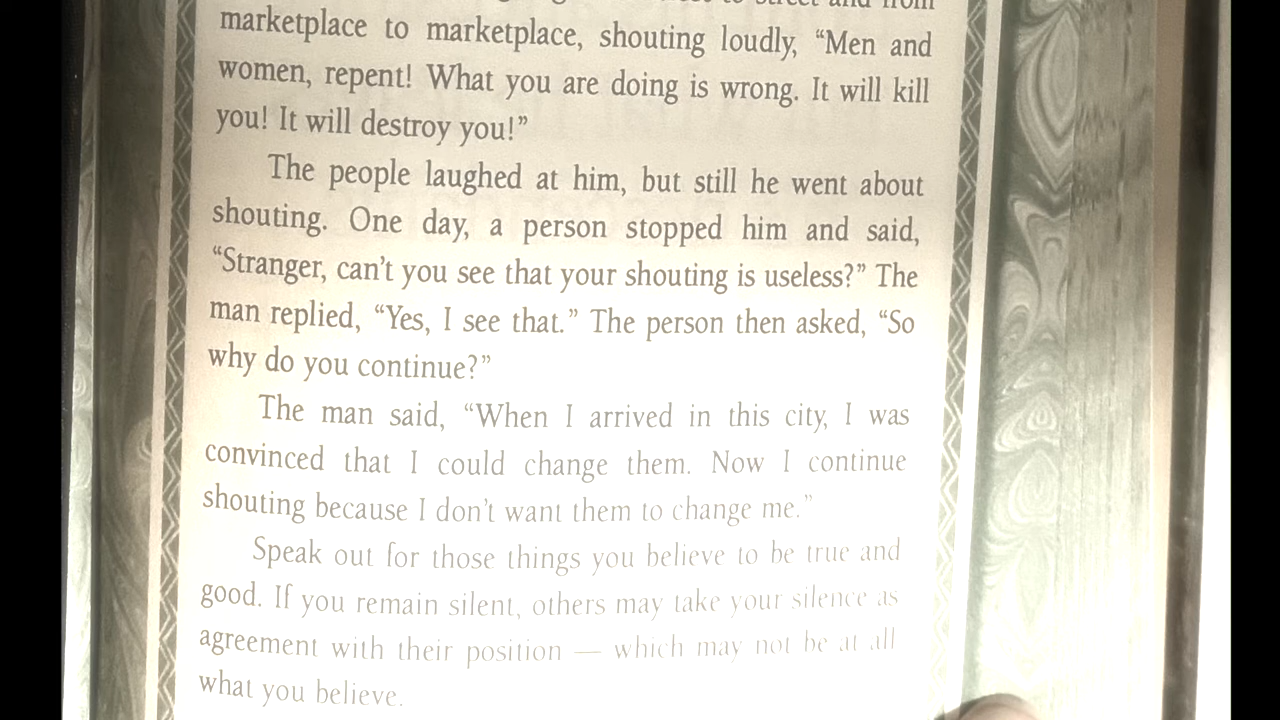 to street and from
marketplace to marketplace, shouting loudly, “Men and
women, repent! What you are doing is wrong. It will kill
you! It will destroy you!”
The people laughed at him, but still he went about
shouting. One day, a person stopped him and said,
“Stranger, can’t you see that your shouting is useless?” The
man replied, “Yes, I see that.” The person then asked, “So
why do you continue?”
The man said, “When I arrived in this city, I was
convinced that I could change them. Now I continue
shouting because I don’t want them to change me.”
Speak out for those things you believe to be true and
good. If you remain silent, others may take your silence as
agreement with their position — which may not be at all
what you believe.